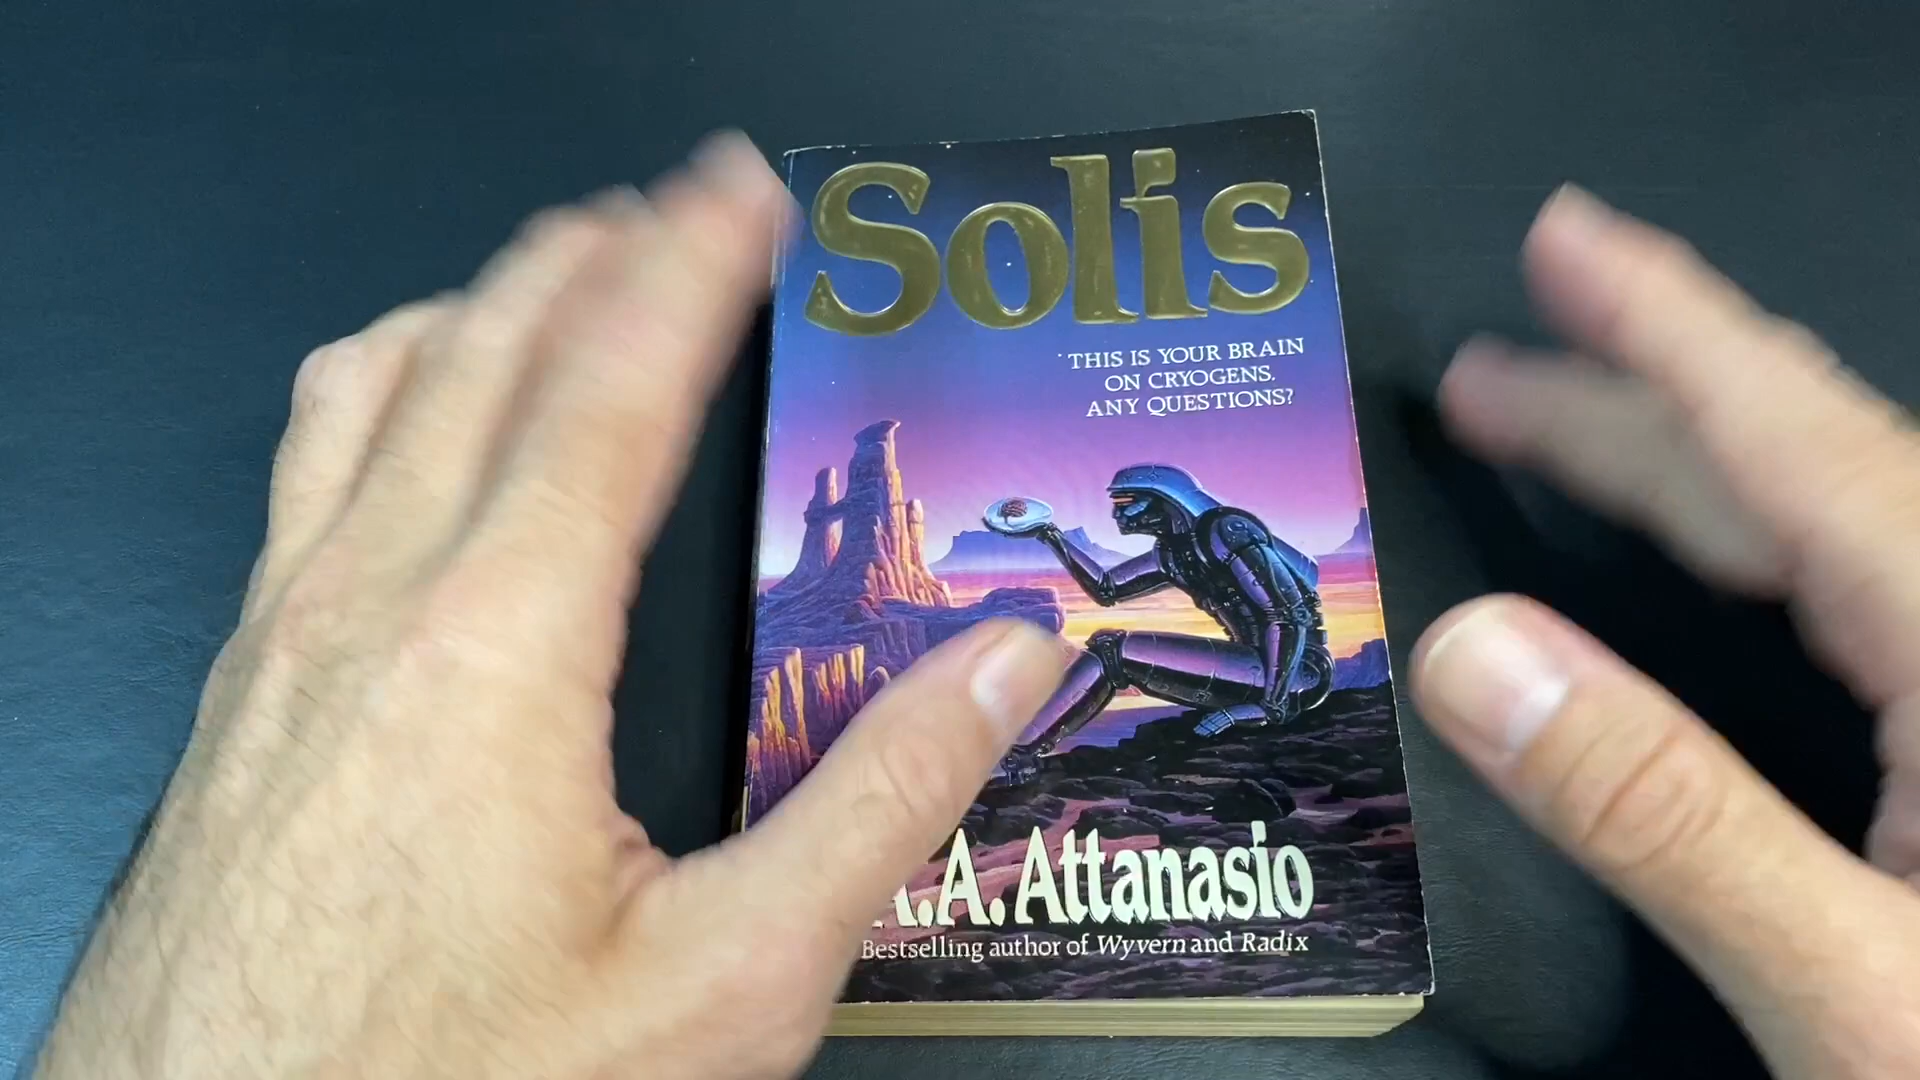 Solis
THIS IS YOUR BRAIN
ON CRYOGENS.
ANY QUESTIONS?
A.A. Attanasio
Bestselling author of Wyvern and Radix